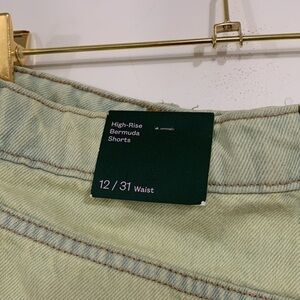 High-Rise
Bermuda
Shorts
12 / 31 Waist